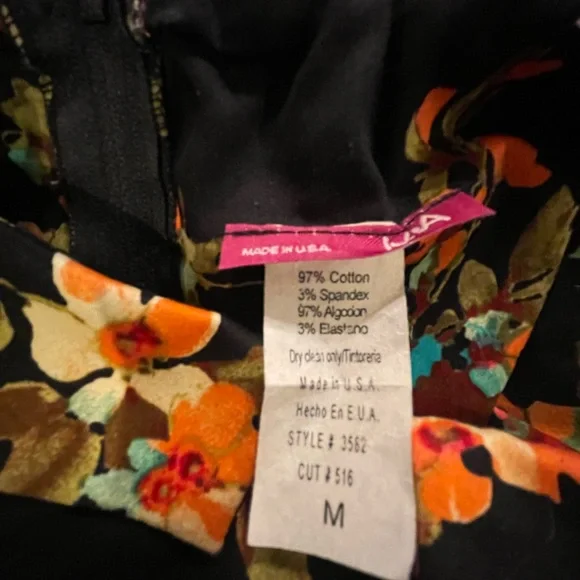 MADE IN U.S.A.
97% Cotton
3% Spandex
97% Algodon
3% Elastano
Dry clean only/Tintoreria
Made in U.S.A.
Hecho En E.U.A.
STYLE # 3562
CUT # 516
M